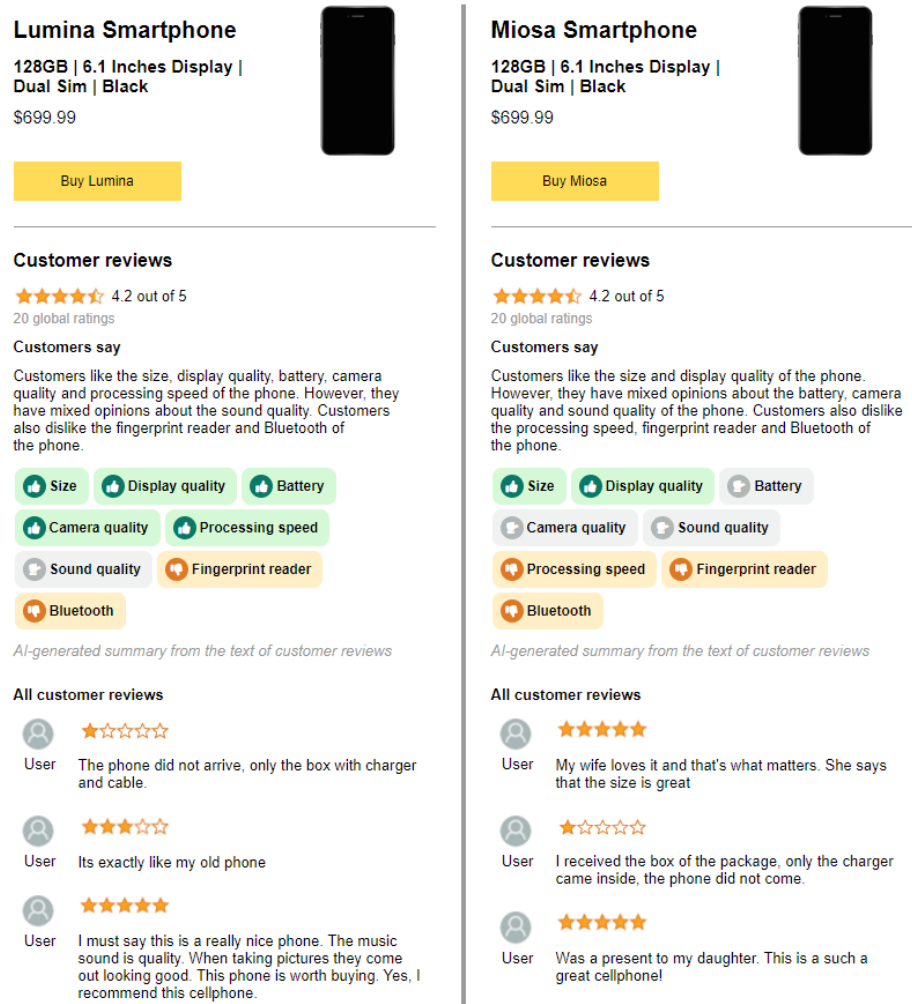 Lumina Smartphone
128GB | 6.1 Inches Display |
Dual Sim | Black
$699.99
Buy Lumina
Customer reviews
4.2 out of 5
20 global ratings
Customers say
Customers like the size, display quality, battery, camera
quality and processing speed of the phone. However, they
have mixed opinions about the sound quality. Customers
also dislike the fingerprint reader and Bluetooth of
the phone.
Size
Display quality
Battery
Camera quality
Processing speed
Sound quality
Fingerprint reader
Bluetooth
AI-generated summary from the text of customer reviews
All customer reviews
User
The phone did not arrive, only the box with charger
and cable.
User
Its exactly like my old phone
User
I must say this is a really nice phone. The music
sound is quality. When taking pictures they come
out looking good. This phone is worth buying. Yes, I
recommend this cellphone.
Miosa Smartphone
128GB | 6.1 Inches Display |
Dual Sim | Black
$699.99
Buy Miosa
Customer reviews
4.2 out of 5
20 global ratings
Customers say
Customers like the size and display quality of the phone.
However, they have mixed opinions about the battery, camera
quality and sound quality of the phone. Customers also dislike
the processing speed, fingerprint reader and Bluetooth of
the phone.
Size
Display quality
Battery
Camera quality
Sound quality
Processing speed
Fingerprint reader
Bluetooth
AI-generated summary from the text of customer reviews
All customer reviews
User
My wife loves it and that's what matters. She says
that the size is great
User
I received the box of the package, only the charger
came inside, the phone did not come.
User
Was a present to my daughter. This is a such a
great cellphone!